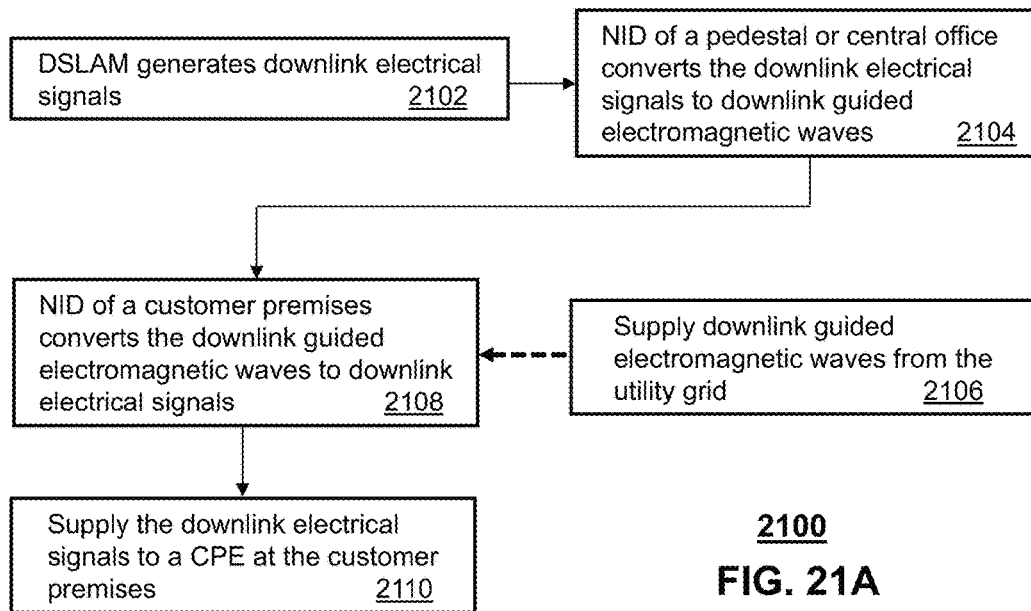 DSLAM generates downlink electrical
signals 2102
NID of a pedestal or central office
converts the downlink electrical
signals to downlink guided
electromagnetic waves 2104
NID of a customer premises
converts the downlink guided
electromagnetic waves to downlink
electrical signals 2108
Supply downlink guided
electromagnetic waves from the
utility grid 2106
Supply the downlink electrical
signals to a CPE at the customer
premises 2110
2100
FIG. 21A